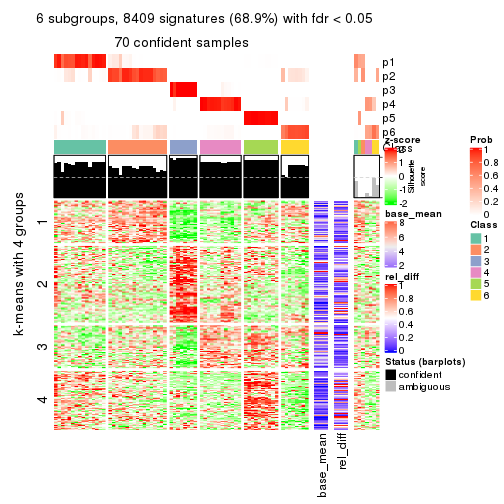 6 subgroups, 8409 signatures (68.9%) with fdr < 0.05
70 confident samples
p1
p2
p3
p4
p5
p6
z-score
Class
2
1
0
-1
-2
Silhouette
score
base_mean
8
6
4
2
rel_diff
1
0.8
0.6
0.4
0.2
0
Status (barplots)
confident
ambiguous
Prob
1
0.8
0.6
0.4
0.2
0
Class
1
2
3
4
5
6
k-means with 4 groups
1
2
3
4
base_mean
rel_diff